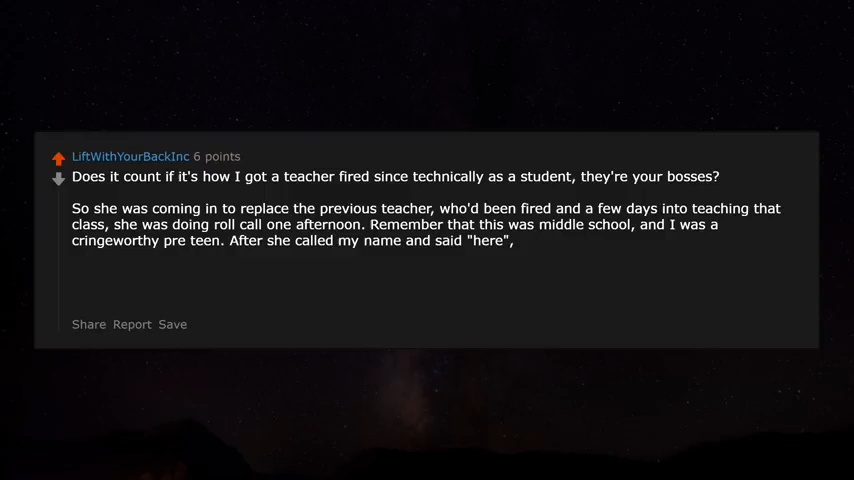 LiftWithYourBackInc 6 points
Does it count if it's how I got a teacher fired since technically as a student, they're your bosses?
So she was coming in to replace the previous teacher, who'd been fired and a few days into teaching that
class, she was doing roll call one afternoon. Remember that this was middle school, and I was a
cringeworthy pre teen. After she called my name and said "here",
Share Report Save